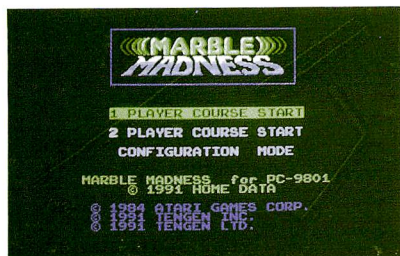 (MARBLE)
MADNESS
1 PLAYER COURSE START
2 PLAYER COURSE START
CONFIGURATION MODE
MARBLE MADNESS for PC-9801
© 1991 HOME DATA
© 1984 ATARI GAMES CORP.
© 1991 TENGEN INC.
© 1991 TENGEN LTD.